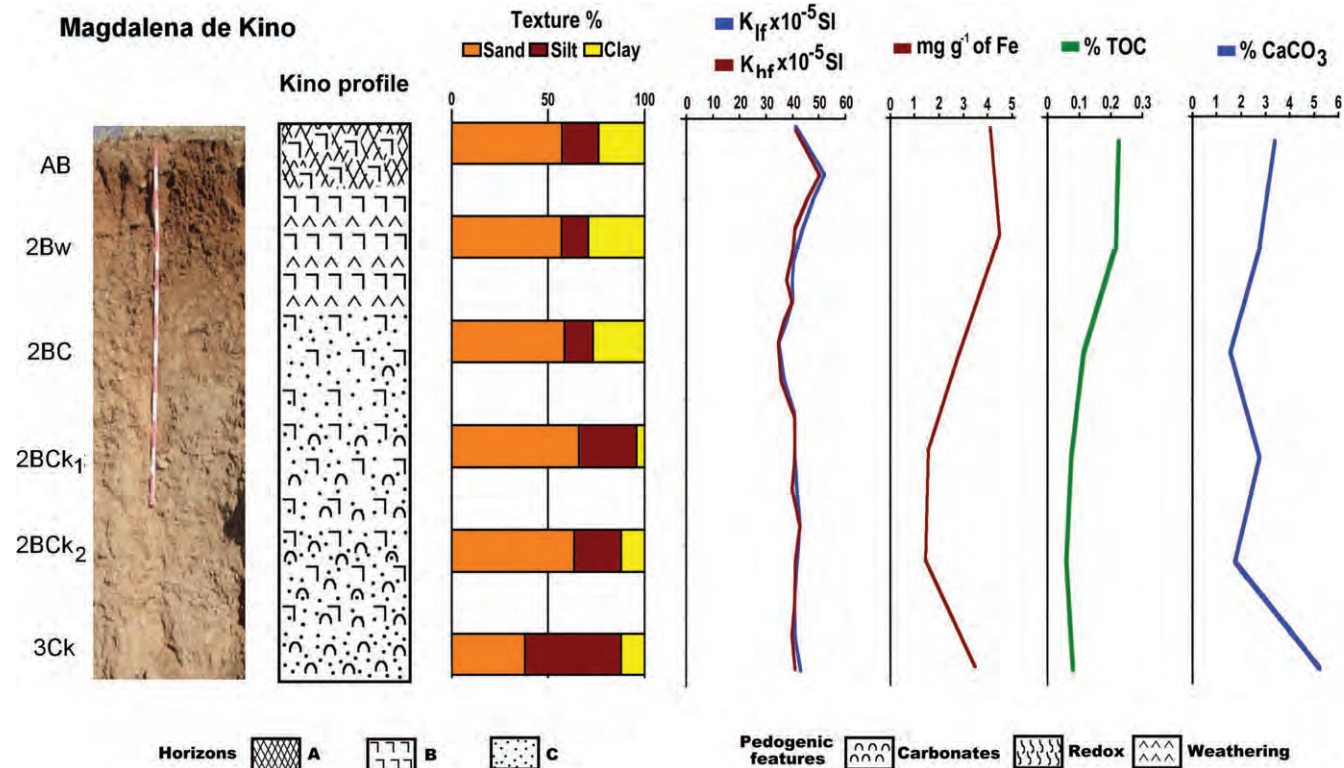 Magdalena de Kino
Kino profile
Texture %
Sand Silt Clay
0 50 100
K_lf x10⁻⁵SI
K_hf x10⁻⁵SI
0 10 20 30 40 50 60
mg g⁻¹ of Fe
0 1 2 3 4 5
% TOC
0 0.1 0.2 0.3
% CaCO₃
0 1 2 3 4 5 6
AB
2Bw
2BC
2BCk₁
2BCk₂
3Ck
Horizons A B C
Pedogenic features Carbonates Redox Weathering